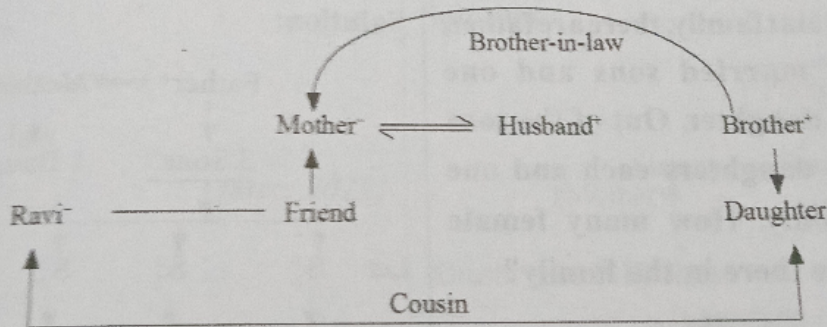 Brother-in-law
Mother⁻ Husband⁺ Brother⁺
Ravi⁻ Friend Daughter
Cousin